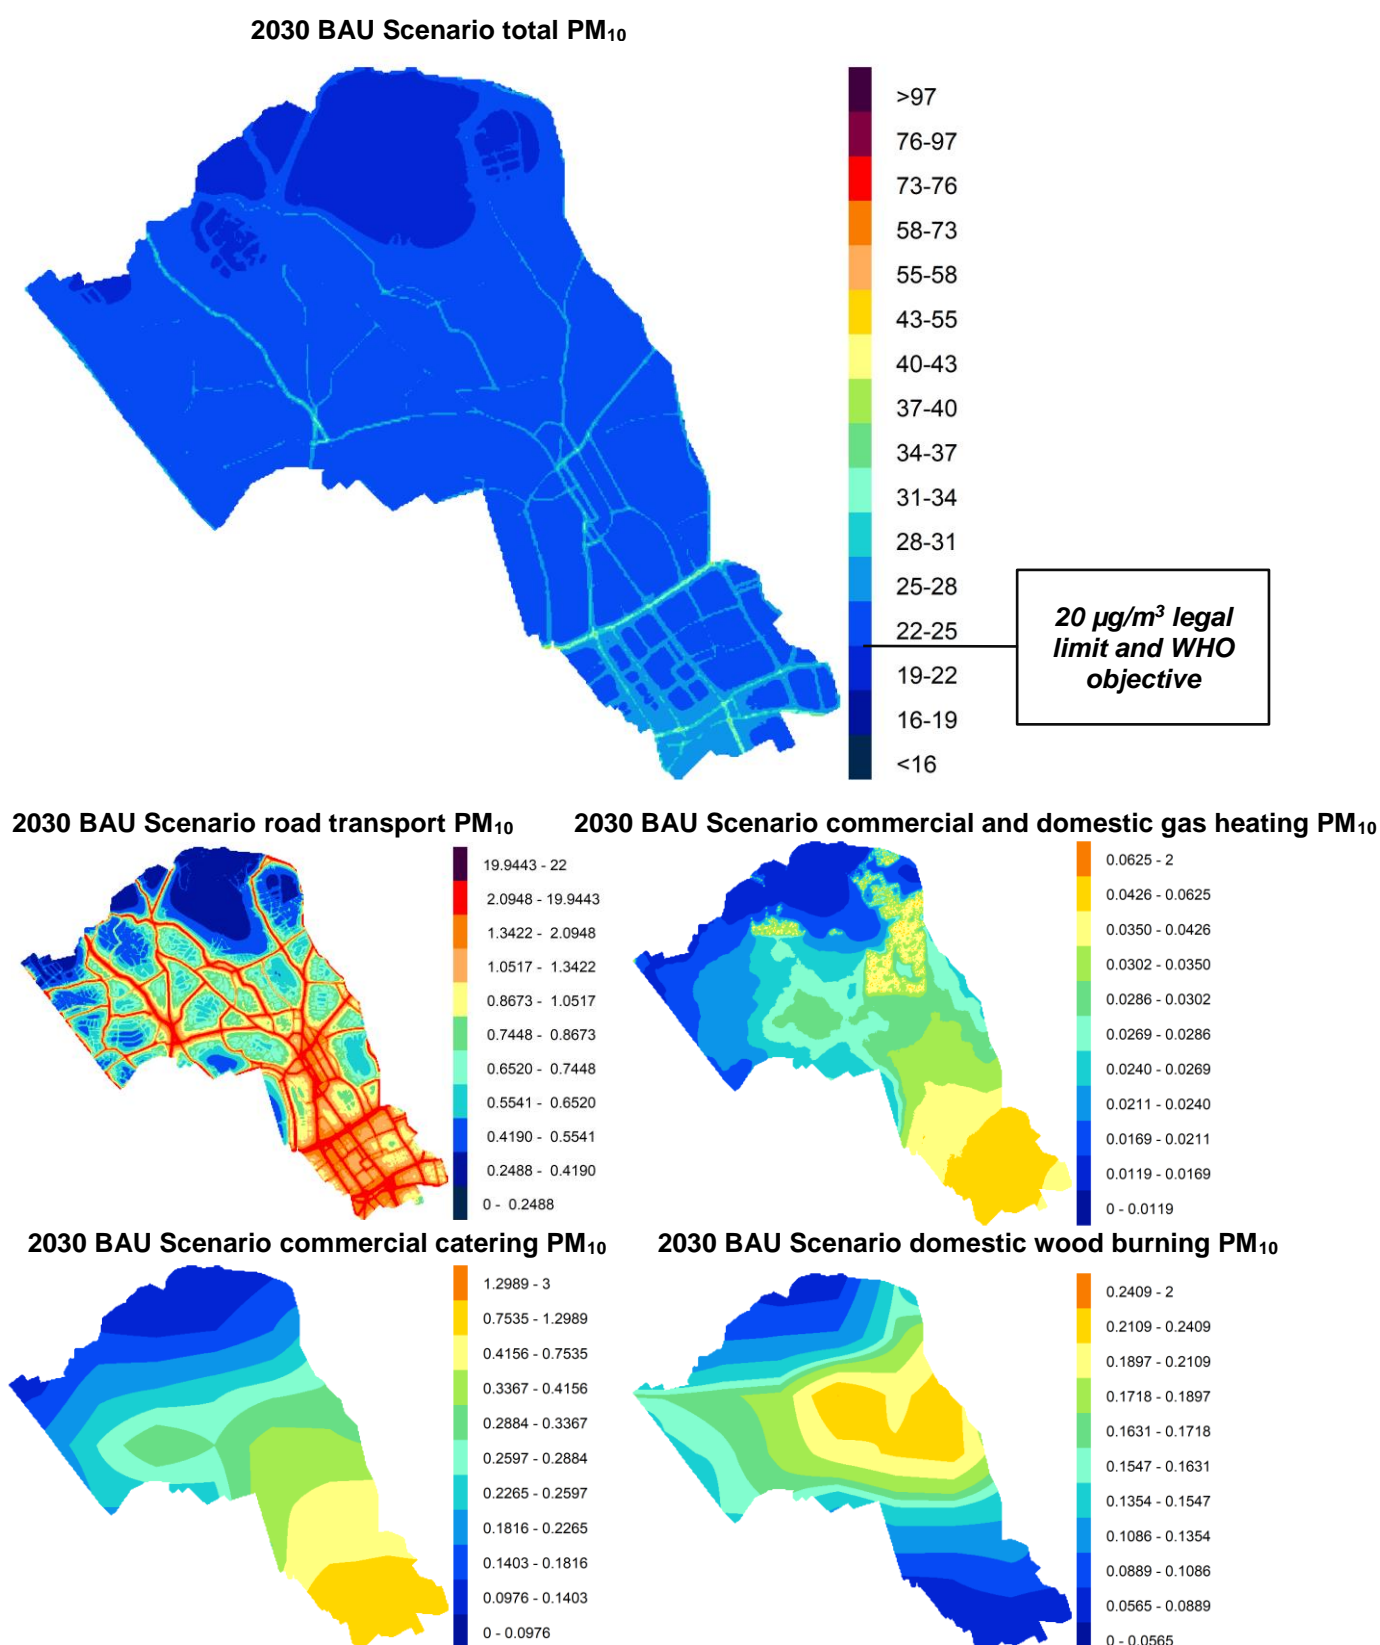 2030 BAU Scenario total PM₁₀
>97
76-97
73-76
58-73
55-58
43-55
40-43
37-40
34-37
31-34
28-31
25-28
22-25
19-22
16-19
<16
20 µg/m³ legal
limit and WHO
objective
2030 BAU Scenario road transport PM₁₀
19.9443 - 22
2.0948 - 19.9443
1.3422 - 2.0948
1.0517 - 1.3422
0.8673 - 1.0517
0.7448 - 0.8673
0.6520 - 0.7448
0.5541 - 0.6520
0.4190 - 0.5541
0.2488 - 0.4190
0 - 0.2488
2030 BAU Scenario commercial and domestic gas heating PM₁₀
0.0625 - 2
0.0426 - 0.0625
0.0350 - 0.0426
0.0302 - 0.0350
0.0286 - 0.0302
0.0269 - 0.0286
0.0240 - 0.0269
0.0211 - 0.0240
0.0169 - 0.0211
0.0119 - 0.0169
0 - 0.0119
2030 BAU Scenario commercial catering PM₁₀
1.2989 - 3
0.7535 - 1.2989
0.4156 - 0.7535
0.3367 - 0.4156
0.2884 - 0.3367
0.2597 - 0.2884
0.2265 - 0.2597
0.1816 - 0.2265
0.1403 - 0.1816
0.0976 - 0.1403
0 - 0.0976
2030 BAU Scenario domestic wood burning PM₁₀
0.2409 - 2
0.2109 - 0.2409
0.1897 - 0.2109
0.1718 - 0.1897
0.1631 - 0.1718
0.1547 - 0.1631
0.1354 - 0.1547
0.1086 - 0.1354
0.0889 - 0.1086
0.0565 - 0.0889
0 - 0.0565